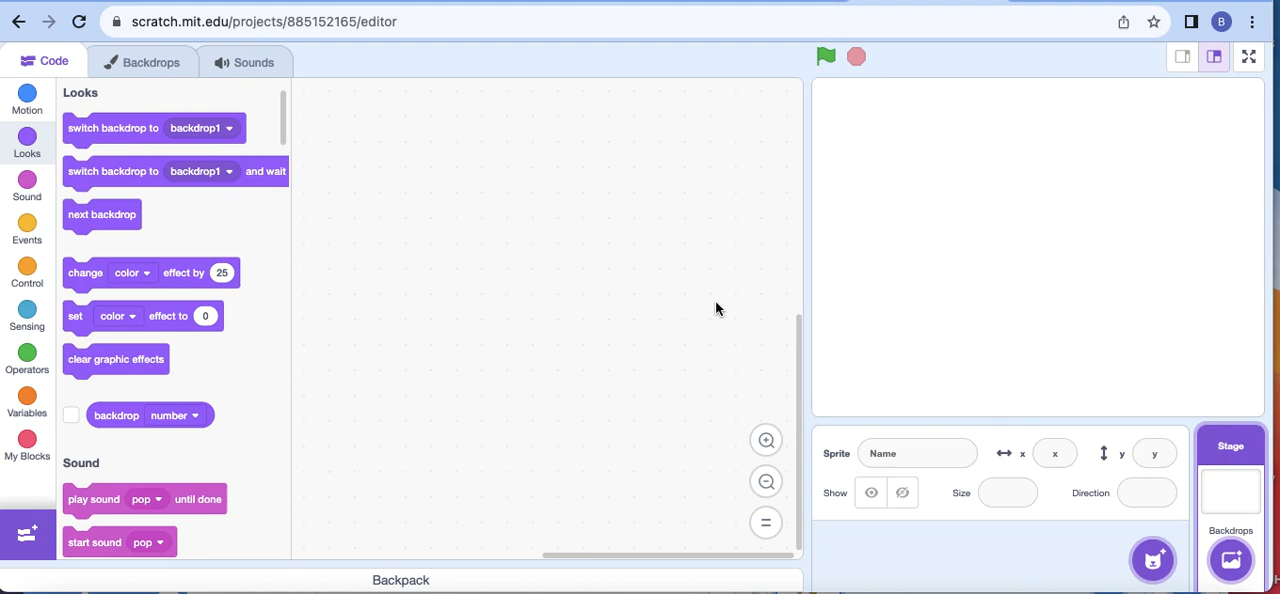 scratch.mit.edu/projects/885152165/editor
B
Code
Backdrops
Sounds
Motion
Looks
Sound
Events
Control
Sensing
Operators
Variables
My Blocks
Looks
switch backdrop to backdrop1
switch backdrop to backdrop1 and wait
next backdrop
change color effect by 25
set color effect to 0
clear graphic effects
backdrop number
Sound
play sound pop until done
start sound pop
Backpack
Sprite Name x x y y
Show Size Direction
Stage
Backdrops